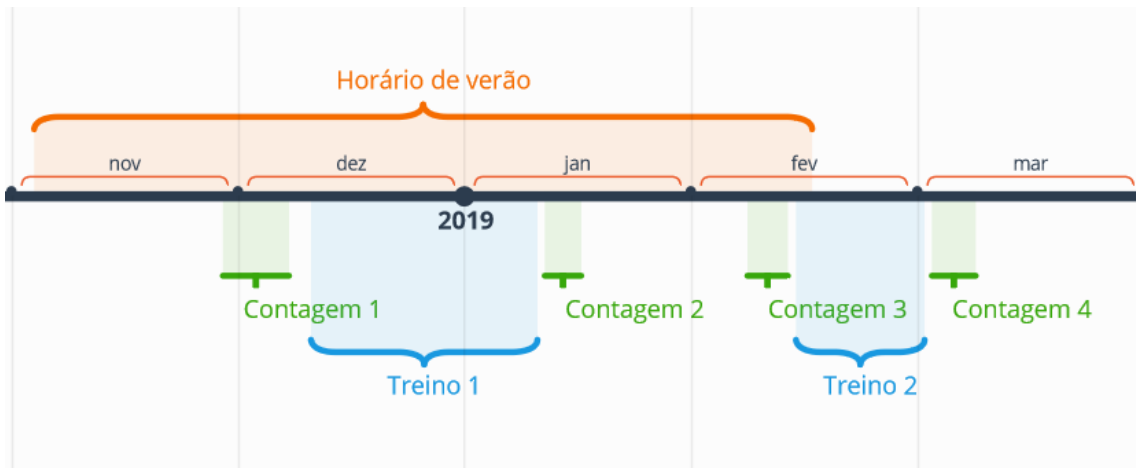 Horário de verão
nov
dez
jan
fev
mar
2019
Contagem 1
Contagem 2
Contagem 3
Contagem 4
Treino 1
Treino 2